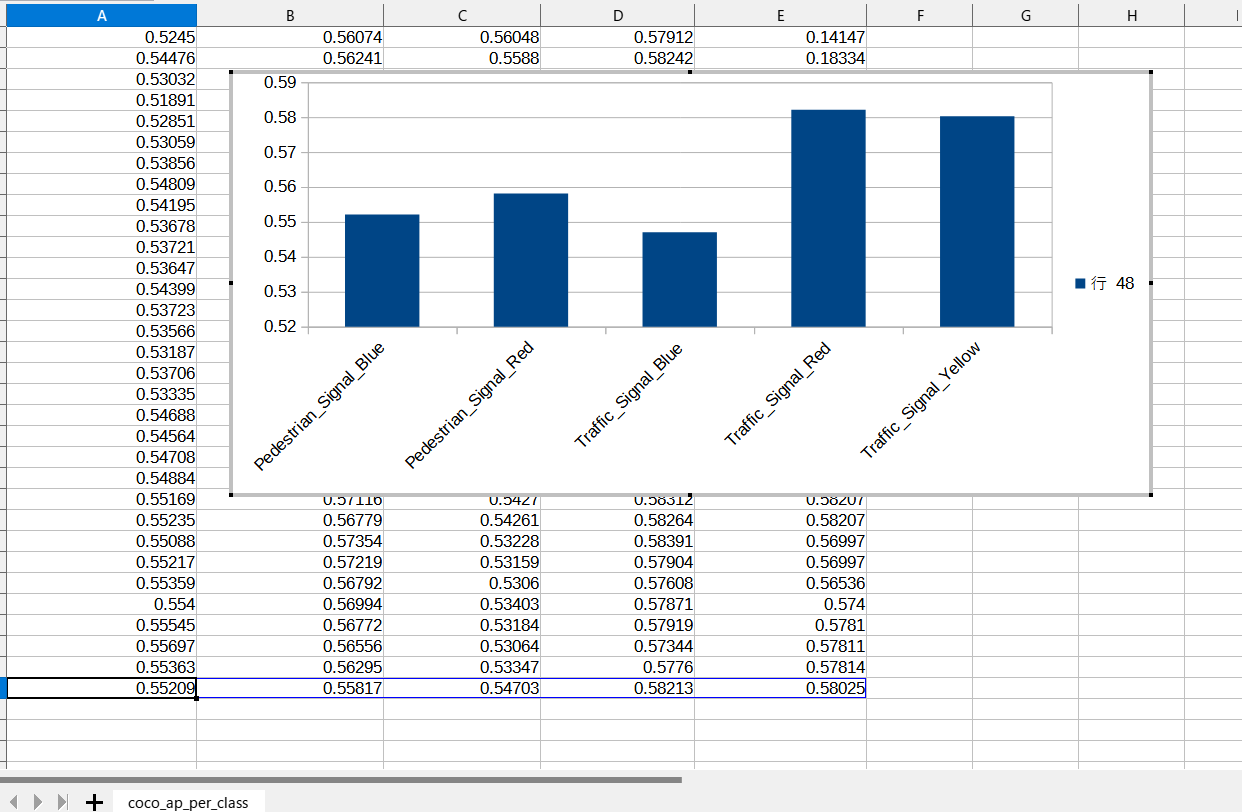 A B C D E F G H I
0.5245 0.56074 0.56048 0.57912 0.14147
0.54476 0.56241 0.5588 0.58242 0.18334
0.53032
0.51891
0.52851
0.53059
0.53856
0.54809
0.54195
0.53678
0.53721
0.53647
0.54399
0.53723
0.53566
0.53187
0.53706
0.53335
0.54688
0.54564
0.54708
0.54884
0.59
0.58
0.57
0.56
0.55
0.54
0.53
0.52
Pedestrian_Signal_Blue
Pedestrian_Signal_Red
Traffic_Signal_Blue
Traffic_Signal_Red
Traffic_Signal_Yellow
行 48
0.55169 0.57116 0.5427 0.58312 0.58207
0.55235 0.56779 0.54261 0.58264 0.58207
0.55088 0.57354 0.53228 0.58391 0.56997
0.55217 0.57219 0.53159 0.57904 0.56997
0.55359 0.56792 0.5306 0.57608 0.56536
0.554 0.56994 0.53403 0.57871 0.574
0.55545 0.56772 0.53184 0.57919 0.5781
0.55697 0.56556 0.53064 0.57344 0.57811
0.55363 0.56295 0.53347 0.5776 0.57814
0.55209 0.55817 0.54703 0.58213 0.58025
coco_ap_per_class